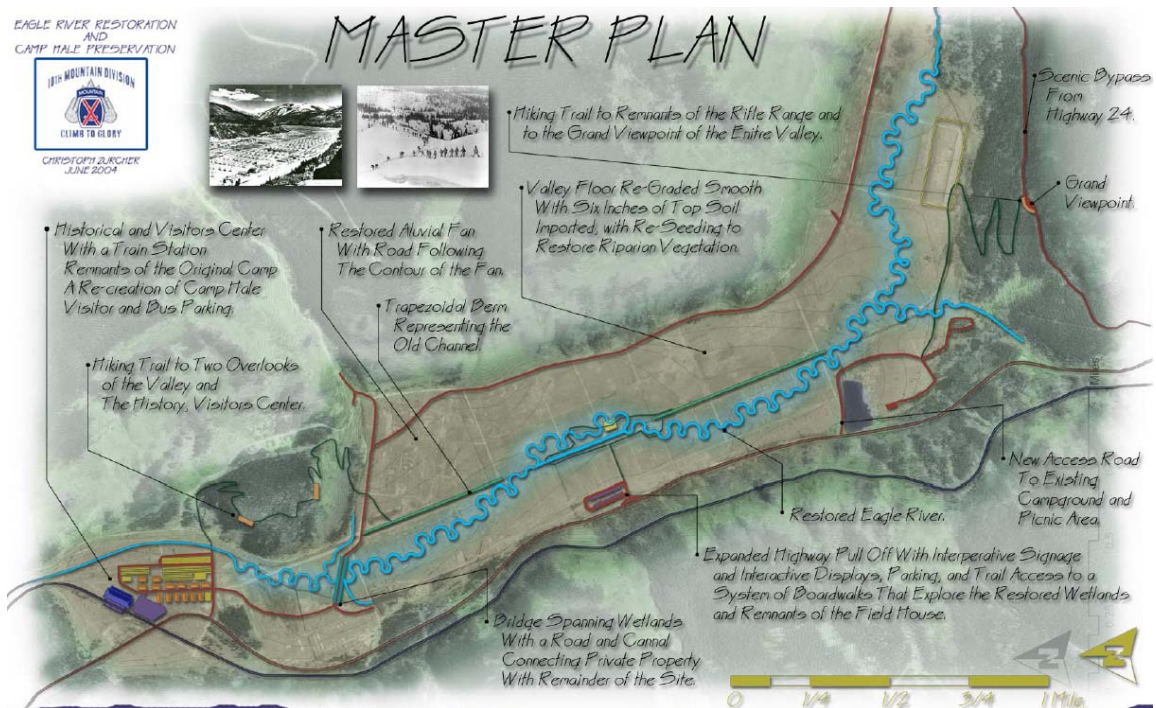 EAGLE RIVER RESTORATION
AND
CAMP HALE PRESERVATION
10TH MOUNTAIN DIVISION
MOUNTAIN
CLIMB TO GLORY
CHRISTOPH ZURCHER
JUNE 2004
MASTER PLAN
Hiking Trail to Remnants of the Rifle Range and
to the Grand Viewpoint of the Entire Valley.
Scenic Bypass
From
Highway 24.
Grand
Viewpoint.
Valley Floor Re-Graded Smooth
With Six Inches of Top Soil
Imported, with Re-Seeding to
Restore Riparian Vegetation.
Historical and Visitors Center
With a Train Station
Remnants of the Original Camp
A Re-creation of Camp Hale
Visitor and Bus Parking.
Restored Aluvial Fan
With Road Following
The Contour of the Fan.
Trapezoidal Berm
Representing the
Old Channel.
Hiking Trail to Two Overlooks
of the Valley and
The History, Visitors Center.
New Access Road
To Existing
Campground and
Picnic Area.
Restored Eagle River.
Expanded Highway Pull Off With Interperative Signage
and Interactive Displays, Parking, and Trail Access to a
System of Boardwalks That Explore the Restored Wetlands
and Remnants of the Field House.
Bridge Spanning Wetlands
With a Road and Cannal
Connecting Private Property
With Remainder of the Site.
Z Z
0 1/4 1/2 3/4 1 Mile